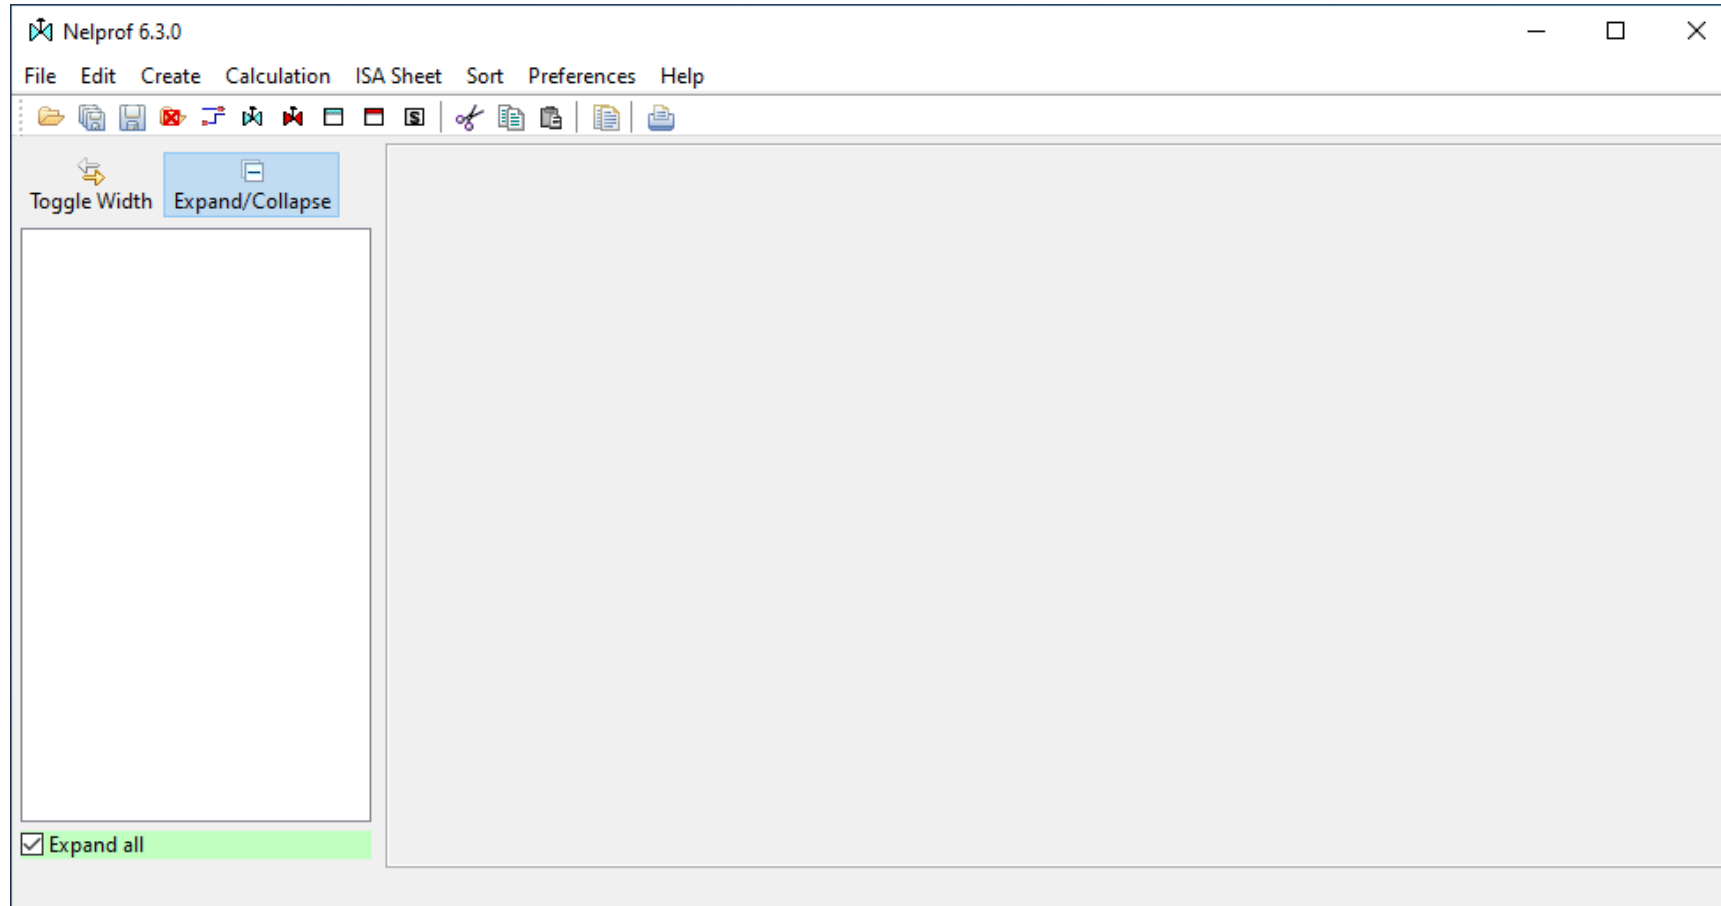 Nelprof 6.3.0
File Edit Create Calculation ISA Sheet Sort Preferences Help
S
Toggle Width Expand/Collapse
Expand all